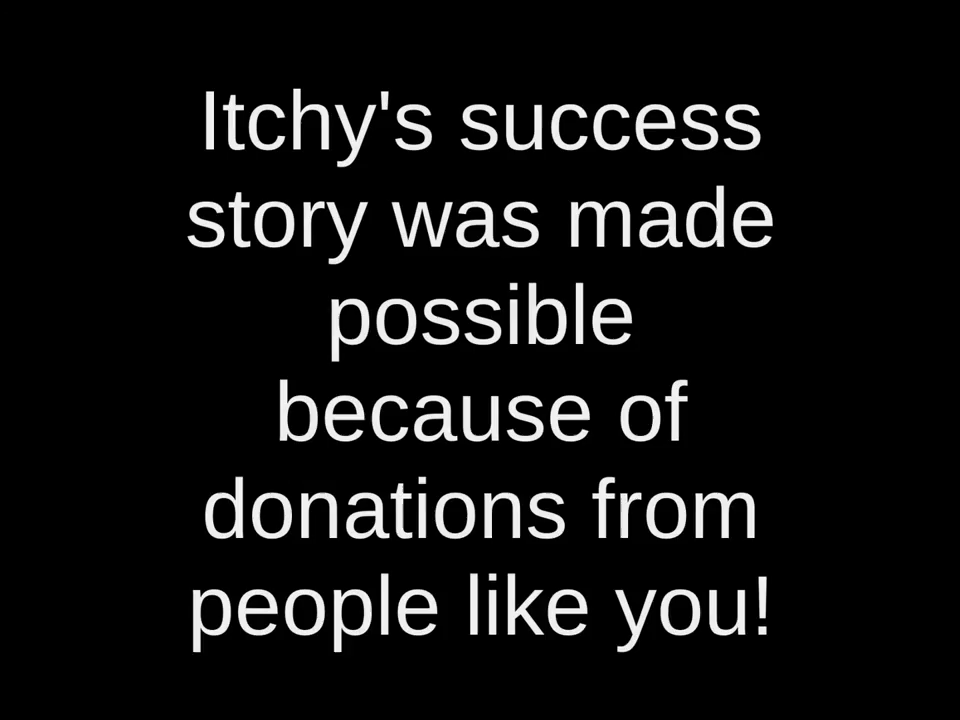 Itchy's success
story was made
possible
because of
donations from
people like you!